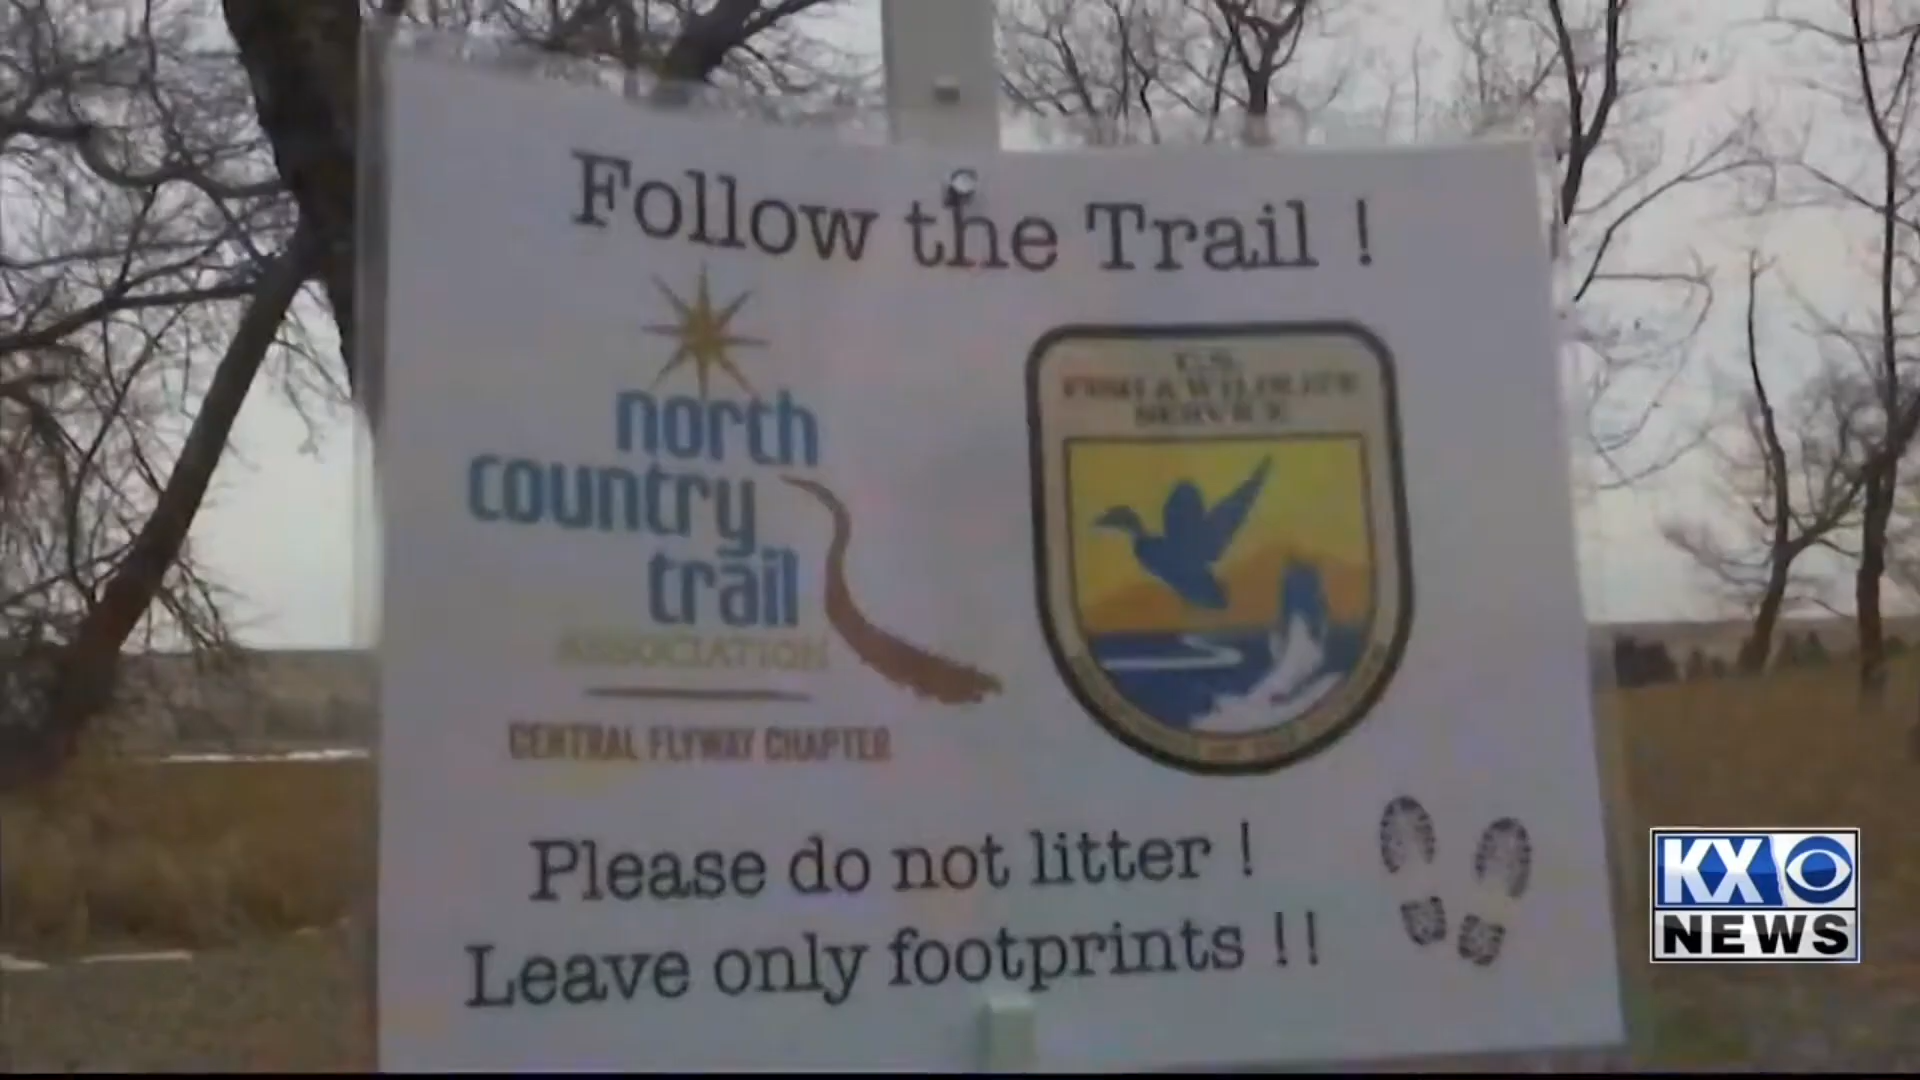 Follow the Trail !
north
country
trail
ASSOCIATION
CENTRAL FLYWAY CHAPTER
U.S.
FISH & WILDLIFE
SERVICE
Please do not litter !
Leave only footprints !!
KX
NEWS